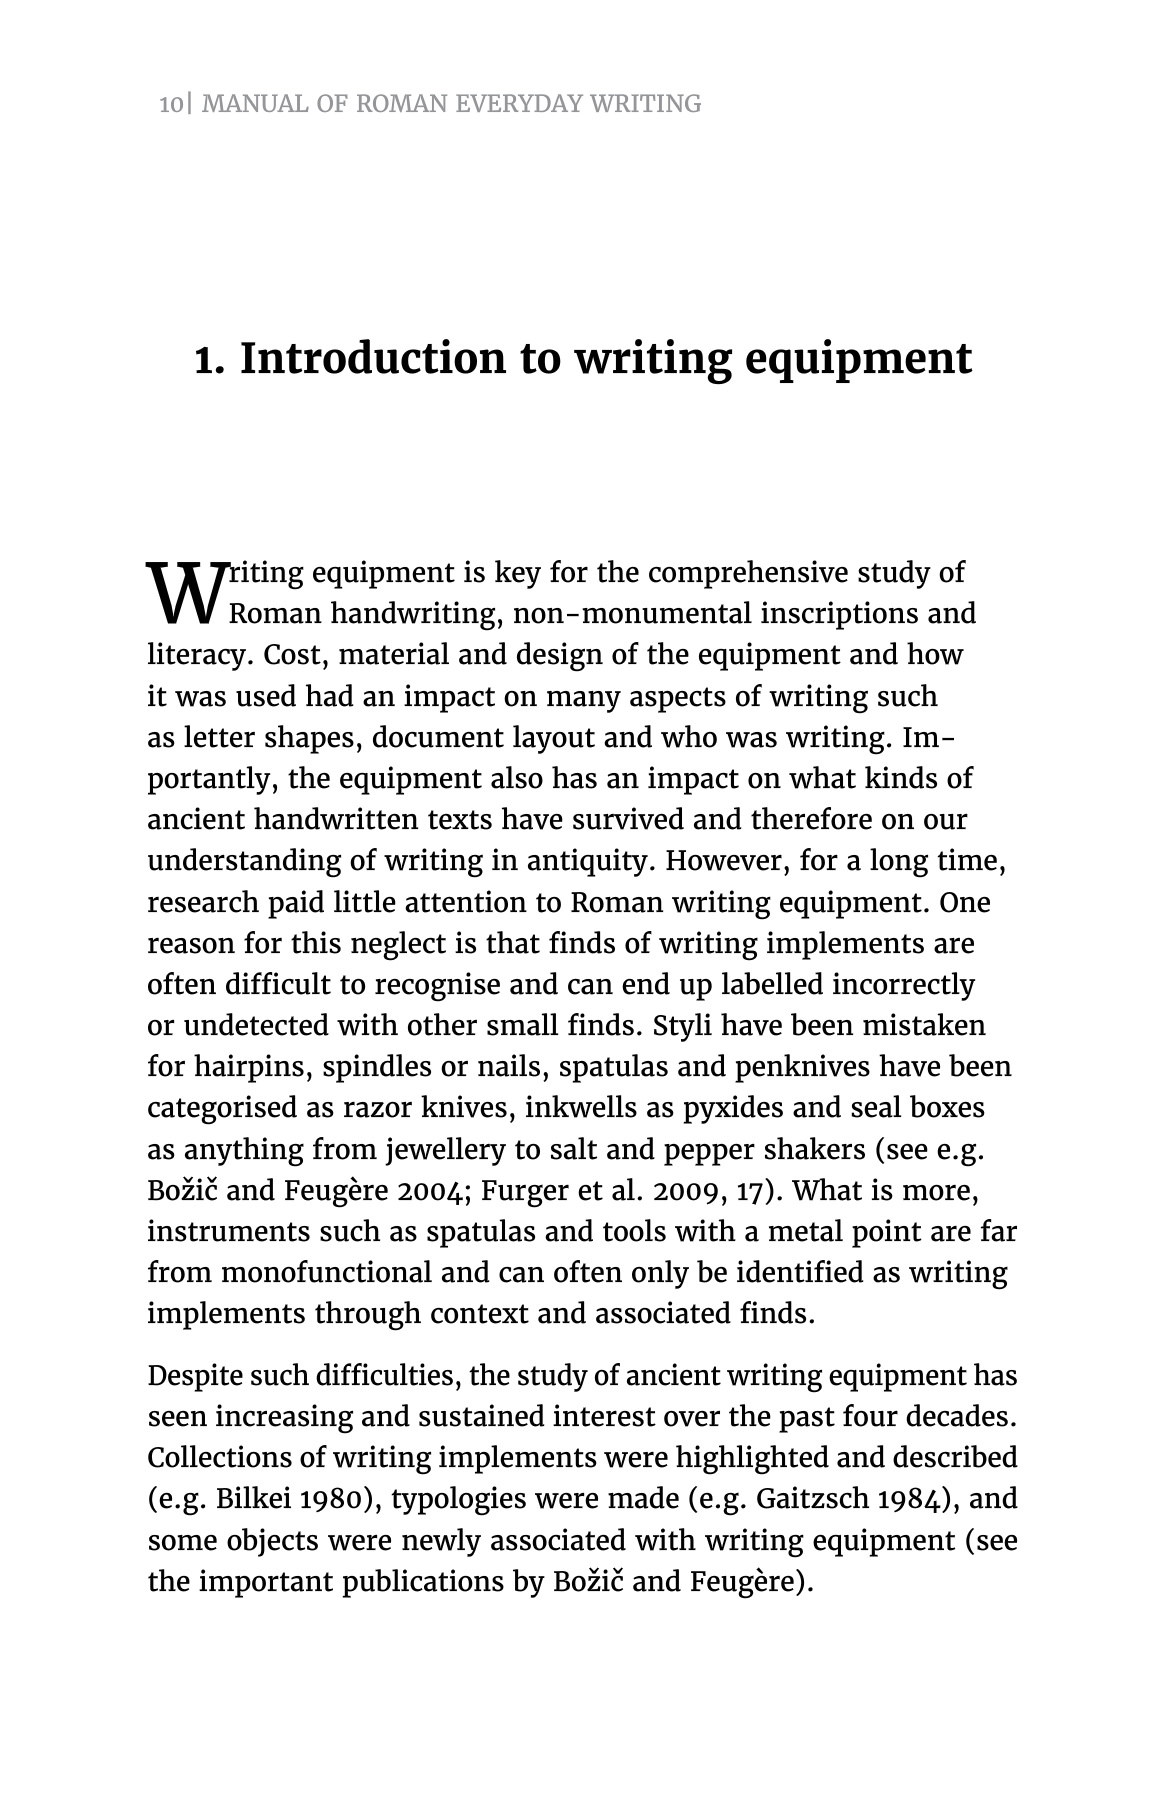 10| MANUAL OF ROMAN EVERYDAY WRITING
1. Introduction to writing equipment
Writing equipment is key for the comprehensive study of
Roman handwriting, non-monumental inscriptions and
literacy. Cost, material and design of the equipment and how
it was used had an impact on many aspects of writing such
as letter shapes, document layout and who was writing. Im-
portantly, the equipment also has an impact on what kinds of
ancient handwritten texts have survived and therefore on our
understanding of writing in antiquity. However, for a long time,
research paid little attention to Roman writing equipment. One
reason for this neglect is that finds of writing implements are
often difficult to recognise and can end up labelled incorrectly
or undetected with other small finds. Styli have been mistaken
for hairpins, spindles or nails, spatulas and penknives have been
categorised as razor knives, inkwells as pyxides and seal boxes
as anything from jewellery to salt and pepper shakers (see e.g.
Božič and Feugère 2004; Furger et al. 2009, 17). What is more,
instruments such as spatulas and tools with a metal point are far
from monofunctional and can often only be identified as writing
implements through context and associated finds.
Despite such difficulties, the study of ancient writing equipment has
seen increasing and sustained interest over the past four decades.
Collections of writing implements were highlighted and described
(e.g. Bilkei 1980), typologies were made (e.g. Gaitzsch 1984), and
some objects were newly associated with writing equipment (see
the important publications by Božič and Feugère).